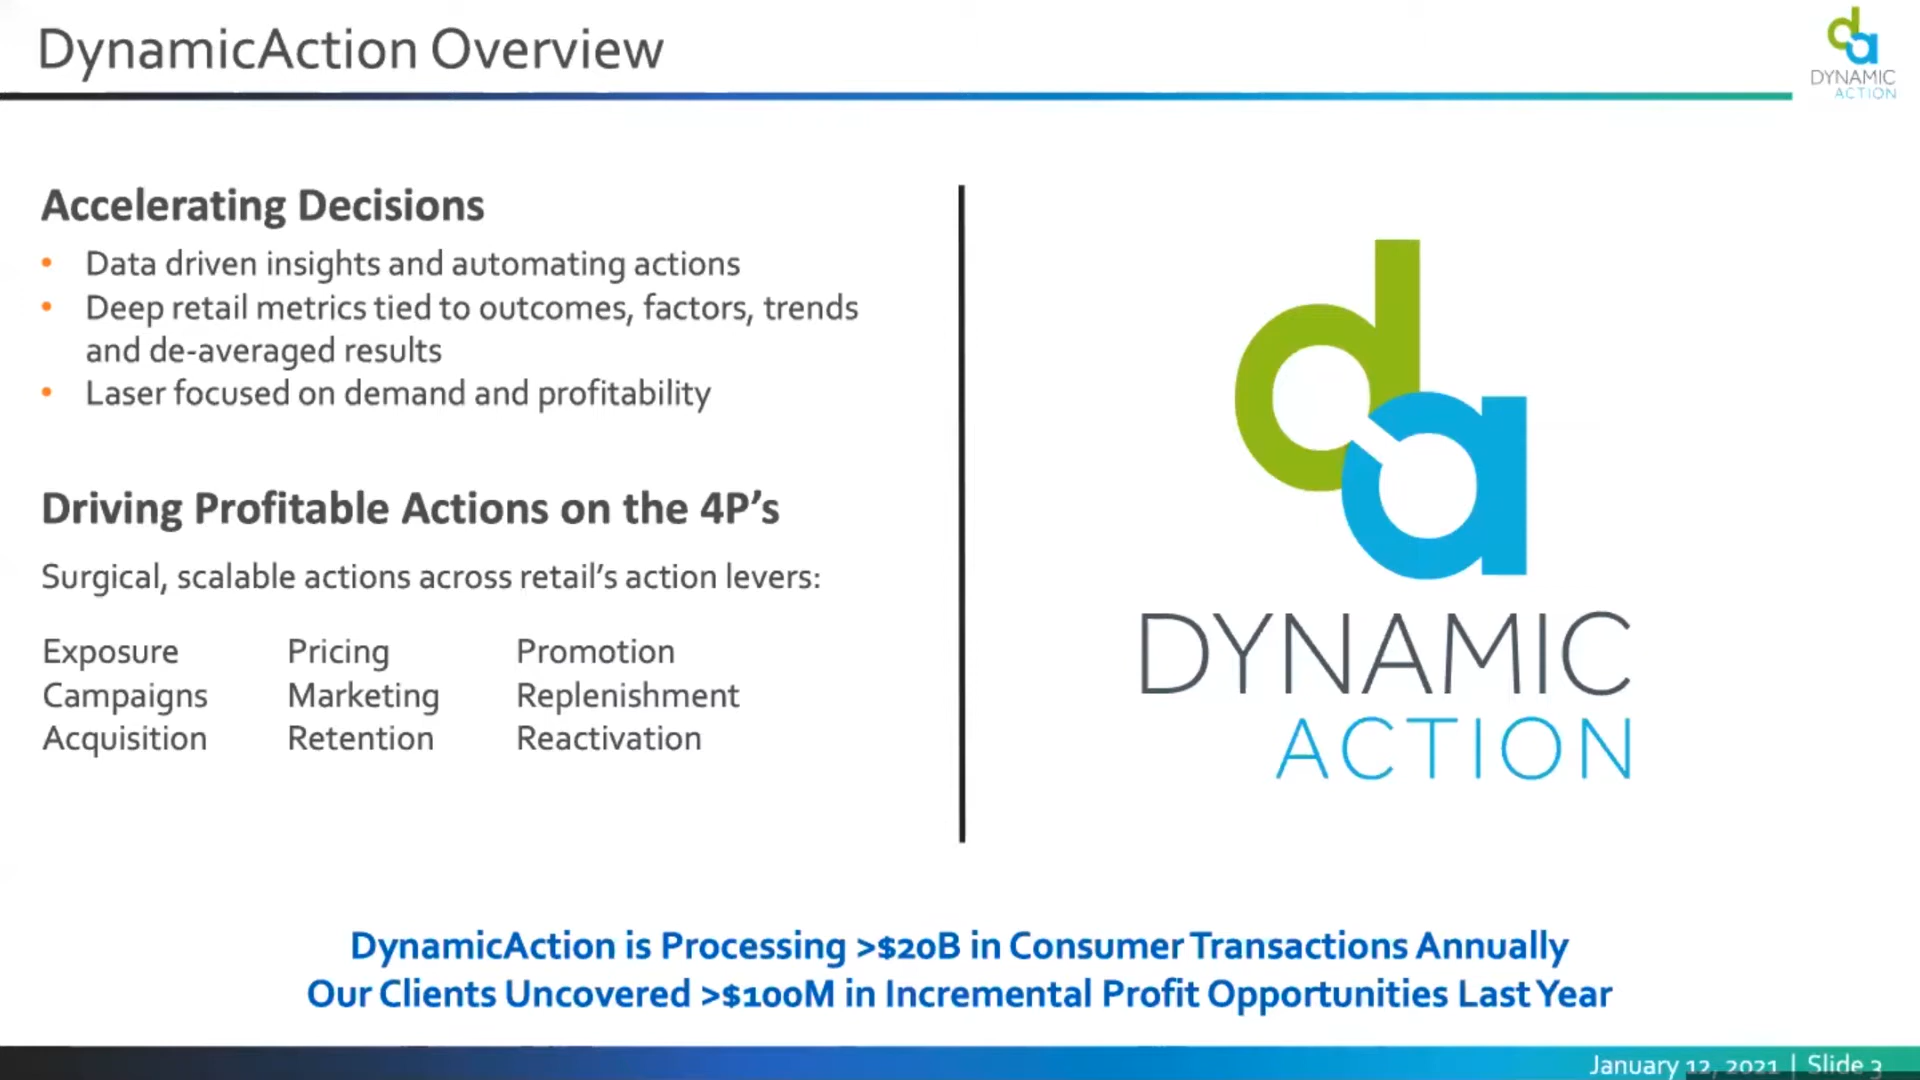 DynamicAction Overview
DYNAMIC
ACTION
Accelerating Decisions
• Data driven insights and automating actions
• Deep retail metrics tied to outcomes, factors, trends
and de-averaged results
• Laser focused on demand and profitability
Driving Profitable Actions on the 4P's
Surgical, scalable actions across retail's action levers:
Exposure Pricing Promotion
Campaigns Marketing Replenishment
Acquisition Retention Reactivation
da
DYNAMIC
ACTION
DynamicAction is Processing >$20B in Consumer Transactions Annually
Our Clients Uncovered >$100M in Incremental Profit Opportunities Last Year
January 12, 2021 | Slide 3